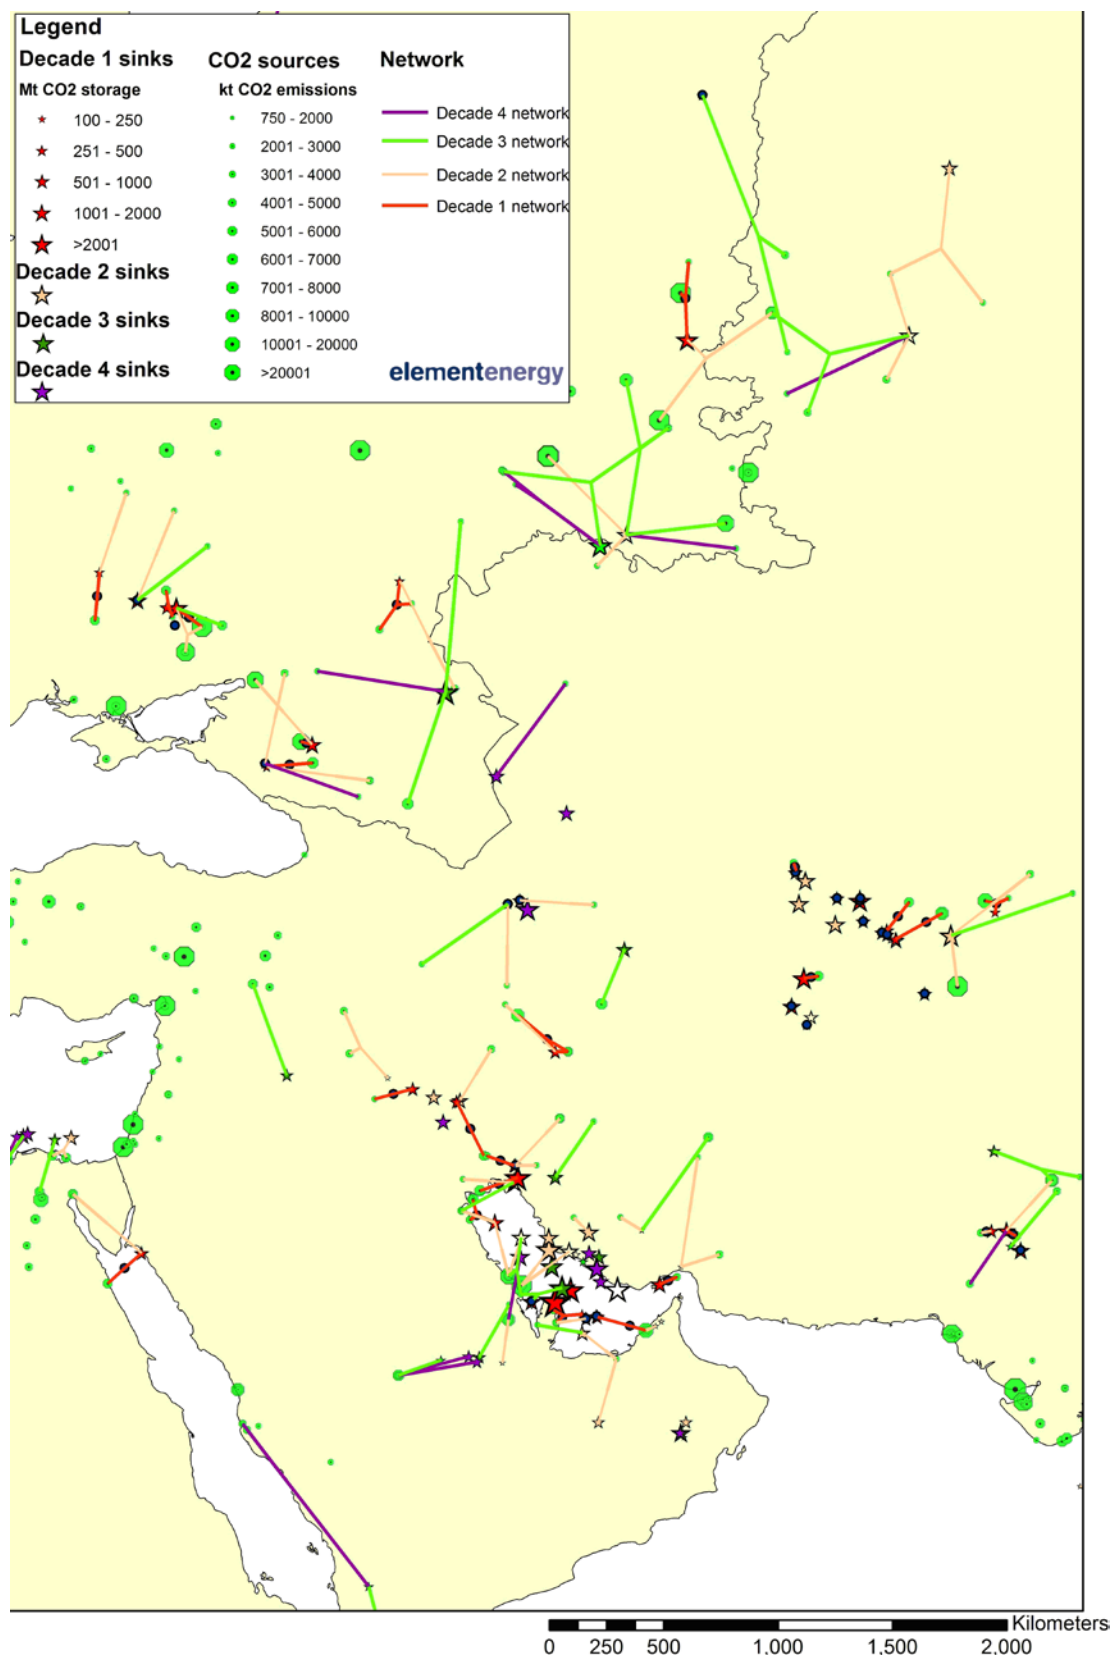 Legend
Decade 1 sinks
Mt CO2 storage
100 - 250
251 - 500
501 - 1000
1001 - 2000
>2001
Decade 2 sinks
Decade 3 sinks
Decade 4 sinks
CO2 sources
kt CO2 emissions
750 - 2000
2001 - 3000
3001 - 4000
4001 - 5000
5001 - 6000
6001 - 7000
7001 - 8000
8001 - 10000
10001 - 20000
>20001
Network
Decade 4 network
Decade 3 network
Decade 2 network
Decade 1 network
elementenergy
Kilometers
0 250 500 1,000 1,500 2,000